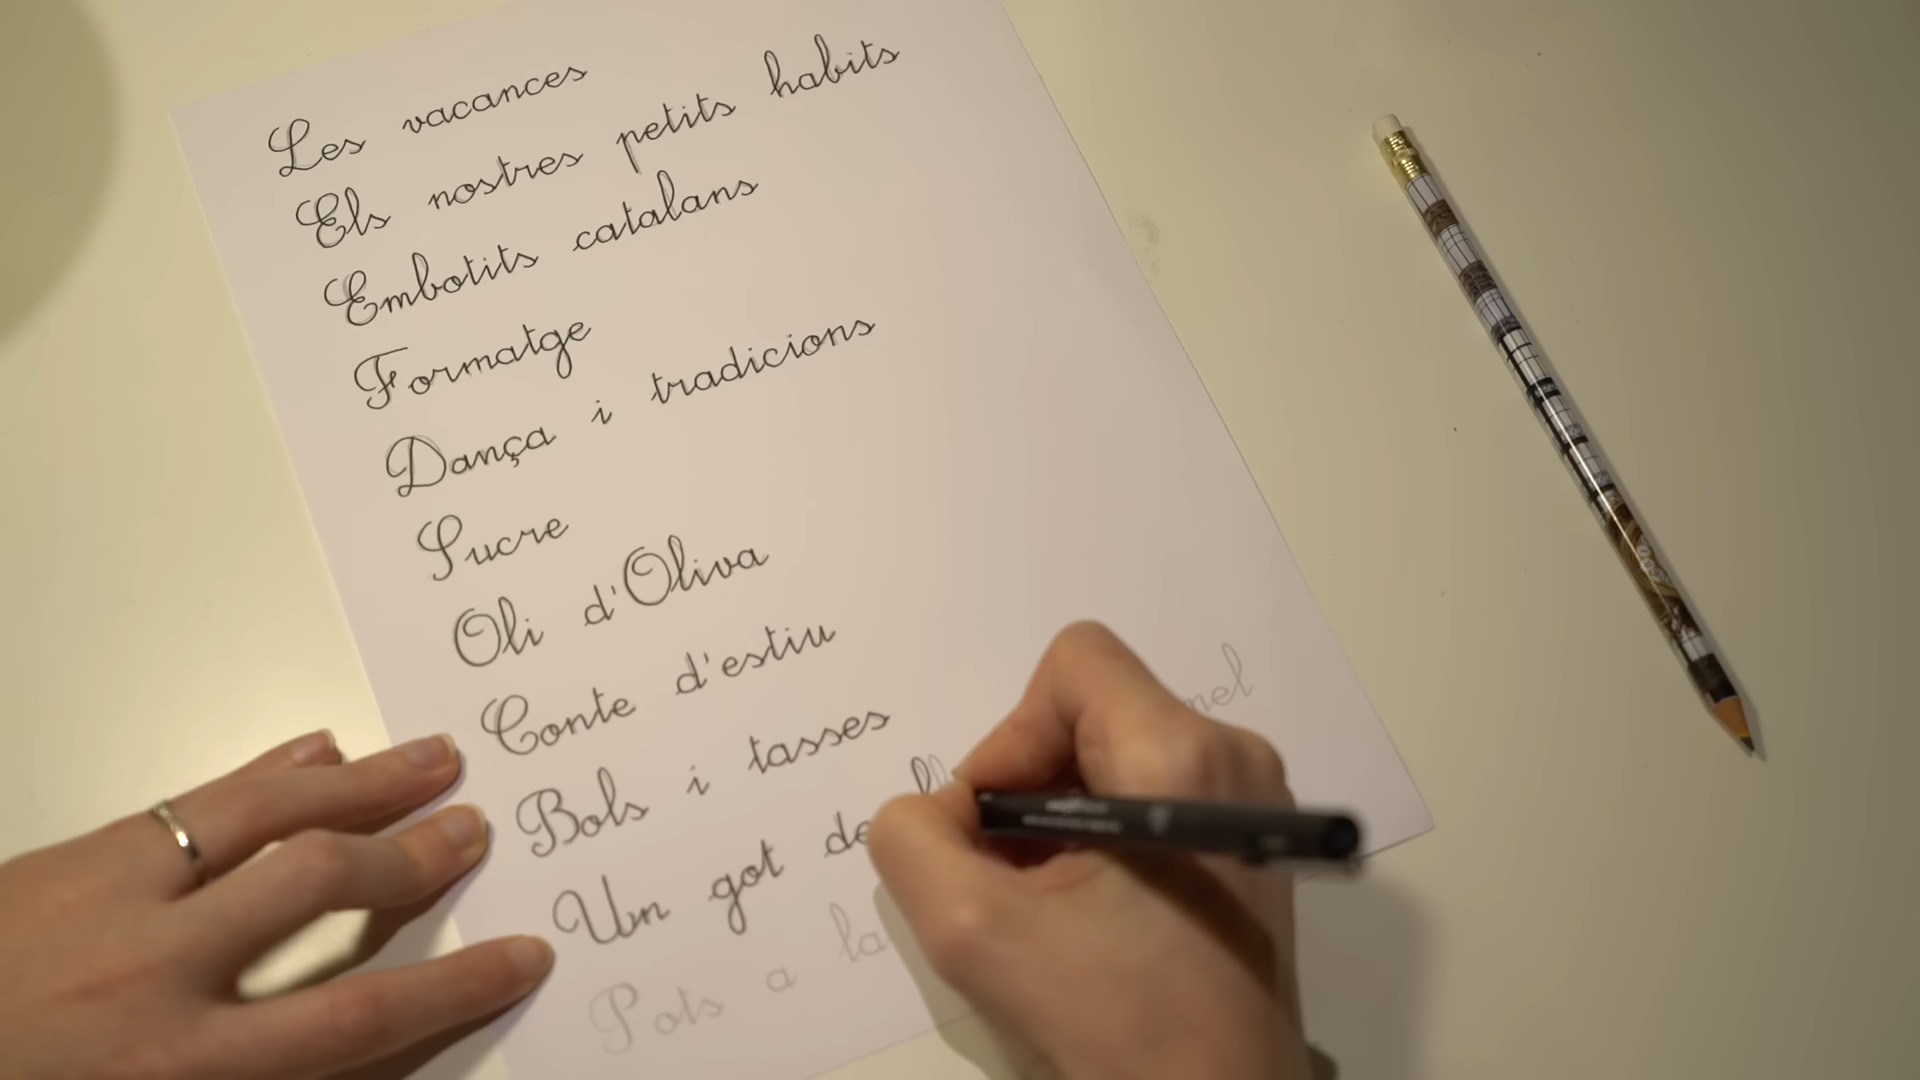 Les vacances
Els nostres petits habits
Embotits catalans
Formatge
Dança i tradicions
Sucre
Oli d'Oliva
Conte d'estiu
Bols i tasses
Un got de
Pots a la